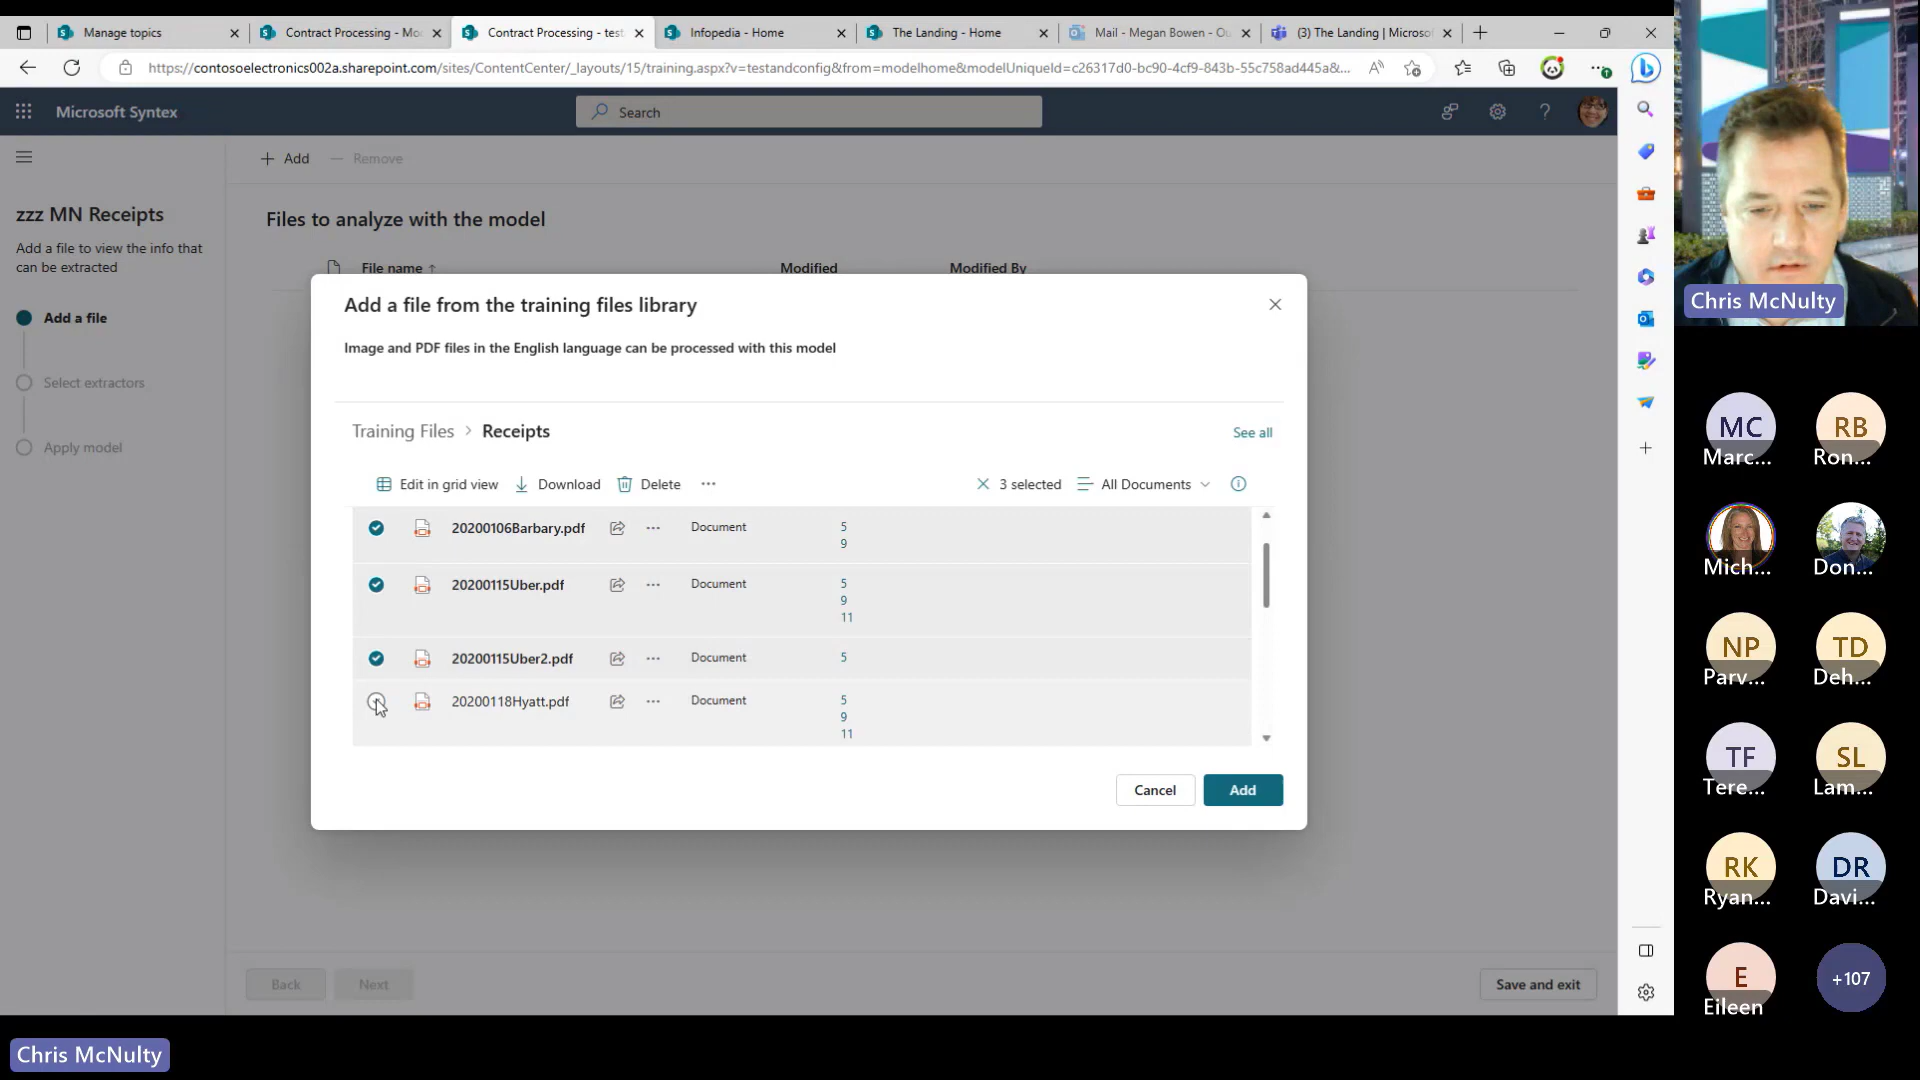 Manage topics
Contract Processing - Mo
Contract Processing - test
Infopedia - Home
The Landing - Home
Mail - Megan Bowen - Ou
(3) The Landing | Microsof
https://contosoelectronics002a.sharepoint.com/sites/ContentCenter/_layouts/15/training.aspx?v=testandconfig&from=modelhome&modelUniqueId=c26317d0-bc90-4cf9-843b-55c758ad445a&...
Microsoft Syntex
Search
Add
Remove
zzz MN Receipts
Add a file to view the info that
can be extracted
Add a file
Select extractors
Apply model
Files to analyze with the model
File name ↑ Modified Modified By
Add a file from the training files library
Image and PDF files in the English language can be processed with this model
Training Files > Receipts
See all
Edit in grid view
Download
Delete
3 selected
All Documents
20200106Barbary.pdf Document 5
9
20200115Uber.pdf Document 5
9
11
20200115Uber2.pdf Document 5
20200118Hyatt.pdf Document 5
9
11
Cancel
Add
Back
Next
Save and exit
Chris McNulty
MC
Marc...
RB
Ron...
Mich...
Don...
NP
Parv...
TD
Deh...
TF
Tere...
SL
Lam...
RK
Ryan...
DR
Davi...
E
Eileen
+107
Chris McNulty